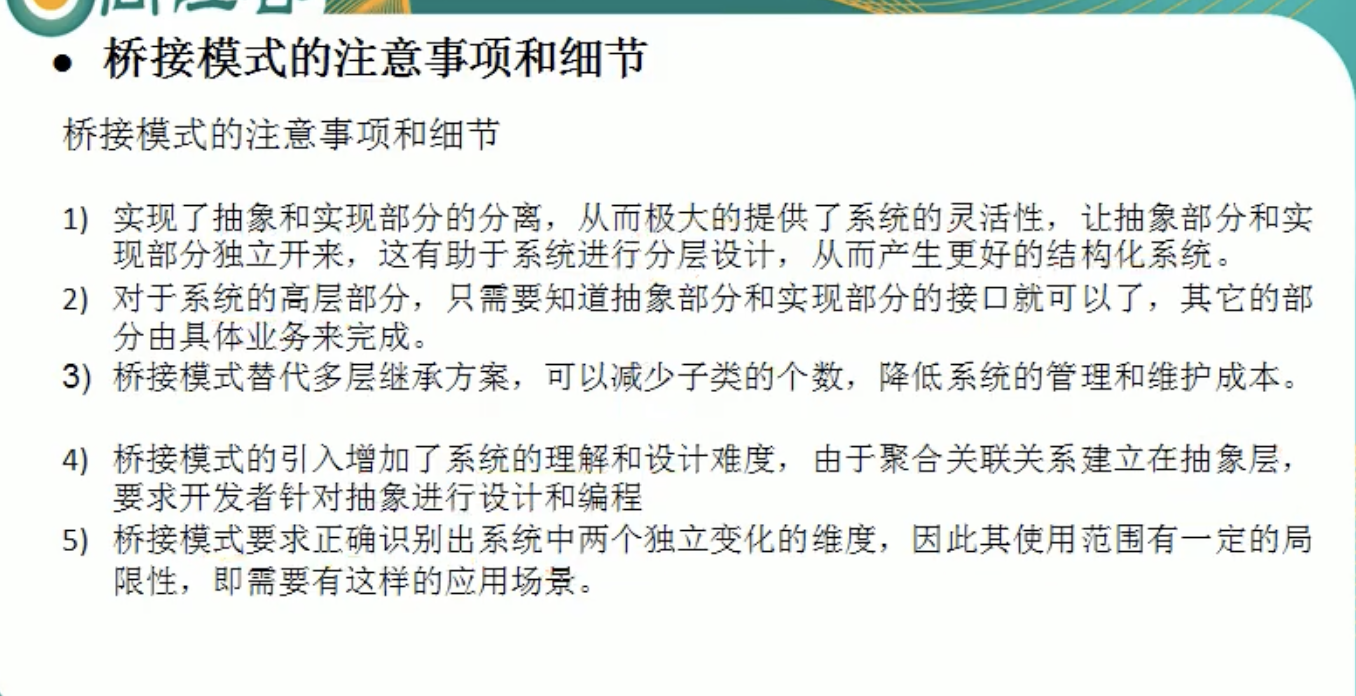 ● 桥接模式的注意事项和细节
桥接模式的注意事项和细节
1) 实现了抽象和实现部分的分离，从而极大的提供了系统的灵活性，让抽象部分和实
现部分独立开来，这有助于系统进行分层设计，从而产生更好的结构化系统。
2) 对于系统的高层部分，只需要知道抽象部分和实现部分的接口就可以了，其它的部
分由具体业务来完成。
3) 桥接模式替代多层继承方案，可以减少子类的个数，降低系统的管理和维护成本。
4) 桥接模式的引入增加了系统的理解和设计难度，由于聚合关联关系建立在抽象层，
要求开发者针对抽象进行设计和编程
5) 桥接模式要求正确识别出系统中两个独立变化的维度，因此其使用范围有一定的局
限性，即需要有这样的应用场景。